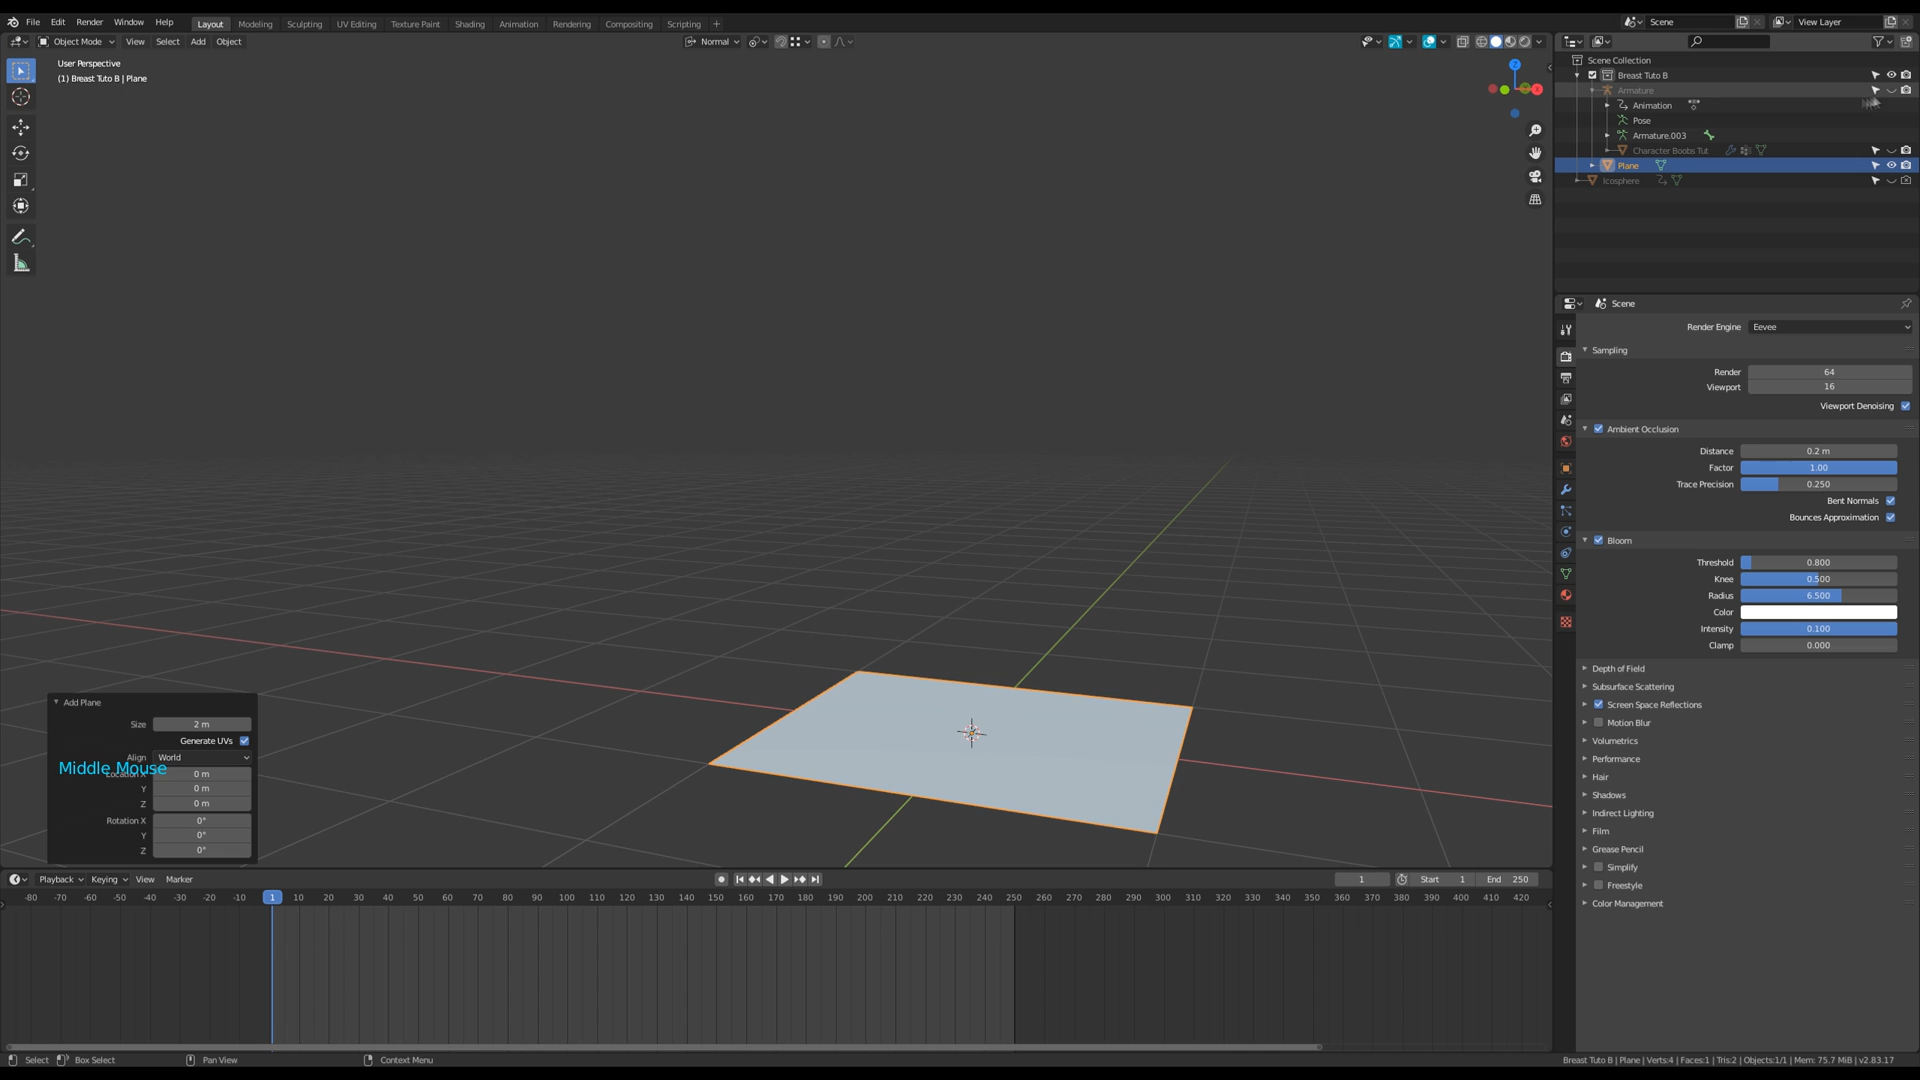 File Edit Render Window Help Layout Modeling Sculpting UV Editing Texture Paint Shading Animation Rendering Compositing Scripting + Scene View Layer
Object Mode View Select Add Object Normal
User Perspective
(1) Breast Tuto B | Plane
Z
X
Scene Collection
Breast Tuto B
Armature
Animation
Pose
Armature.003
Character Boobs Tut
Plane
Icosphere
Scene
Render Engine Eevee
Sampling
Render 64
Viewport 16
Viewport Denoising
Ambient Occlusion
Distance 0.2 m
Factor 1.00
Trace Precision 0.250
Bent Normals
Bounces Approximation
Bloom
Threshold 0.800
Knee 0.500
Radius 6.500
Color
Intensity 0.100
Clamp 0.000
Depth of Field
Subsurface Scattering
Screen Space Reflections
Motion Blur
Volumetrics
Performance
Hair
Shadows
Indirect Lighting
Film
Grease Pencil
Simplify
Freestyle
Color Management
Add Plane
Size 2 m
Generate UVs
Align World
Middle Mouse
Location X 0 m
Y 0 m
Z 0 m
Rotation X 0°
Y 0°
Z 0°
Playback Keying View Marker 1 Start 1 End 250
-80 -70 -60 -50 -40 -30 -20 -10 1 10 20 30 40 50 60 70 80 90 100 110 120 130 140 150 160 170 180 190 200 210 220 230 240 250 260 270 280 290 300 310 320 330 340 350 360 370 380 390 400 410 420
Select Box Select Pan View Context Menu Breast Tuto B | Plane | Verts:4 | Faces:1 | Tris:2 | Objects:1/1 | Mem: 75.7 MiB | v2.83.17